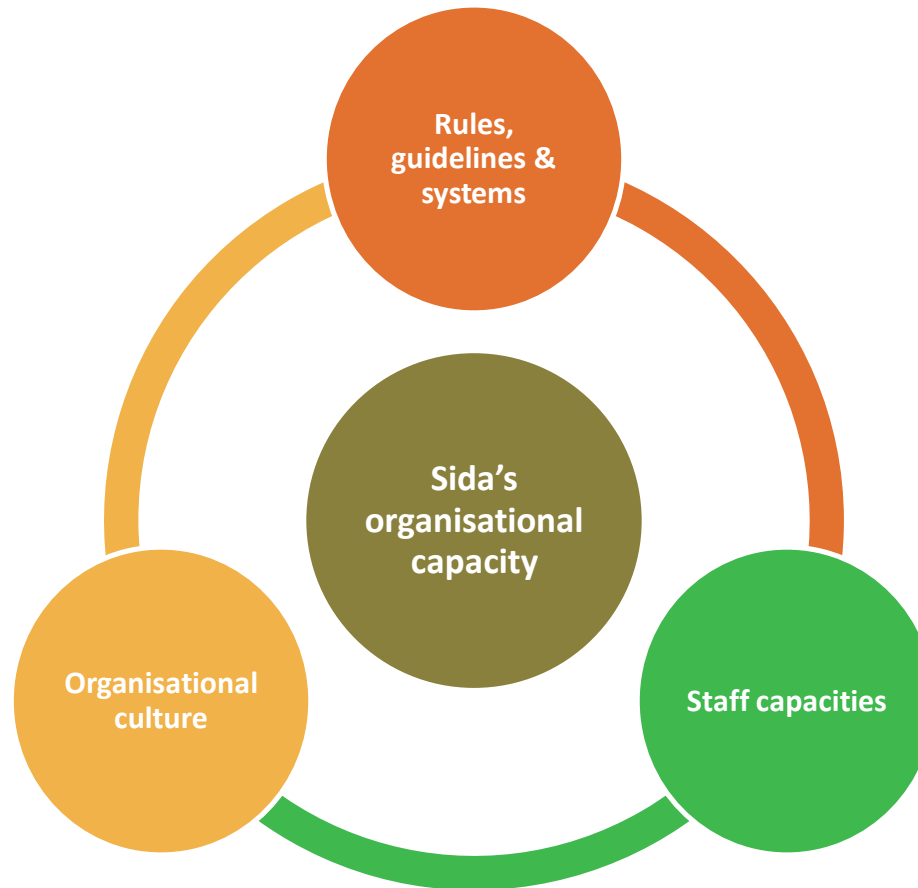 Rules,
guidelines &
systems
Sida’s
organisational
capacity
Organisational
culture
Staff capacities